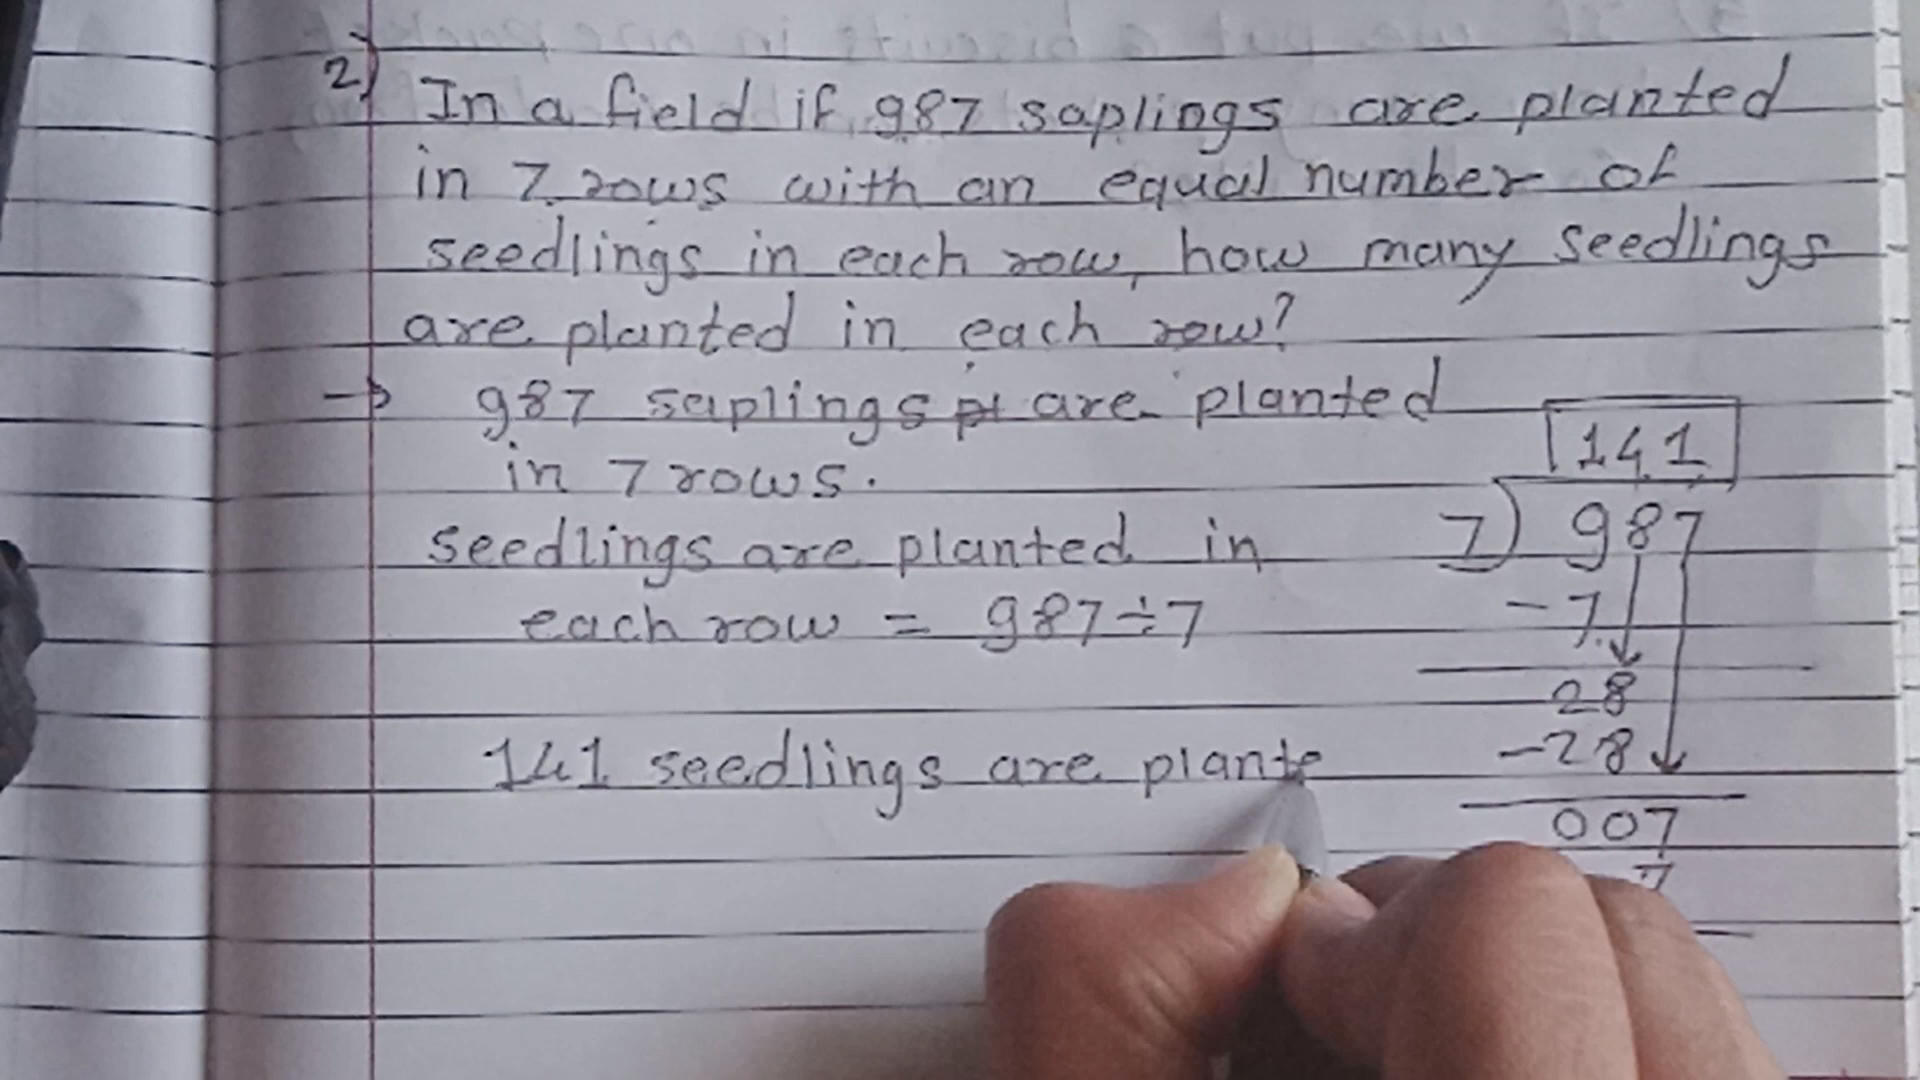 2) In a field if 987 saplings are planted
in 7 rows with an equal number of
seedlings in each row, how many seedlings
are planted in each row?
→ 987 saplings are planted
in 7 rows.
seedlings are planted in
each row = 987÷7
141 seedlings are plante
141
7) 987
-7
28
-28
007
7